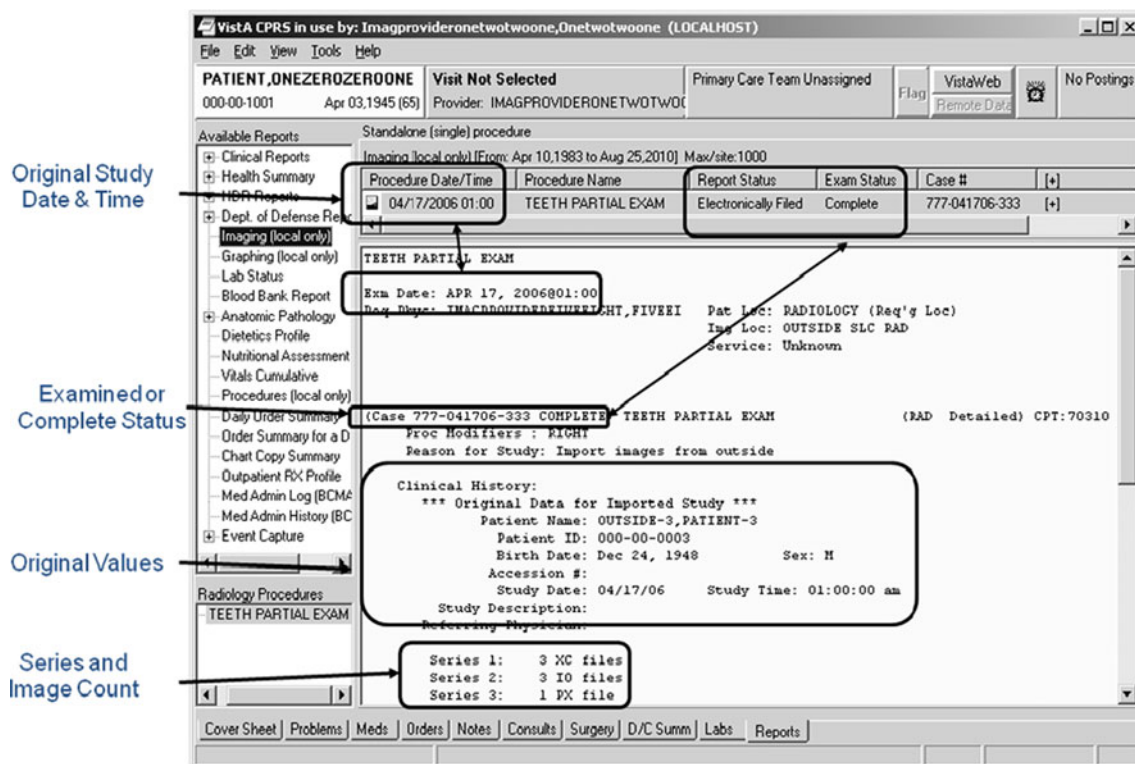 VistA CPRS in use by: Imagprovideronetwotwoone,Onetwotwoone (LOCALHOST)
File Edit View Tools Help
PATIENT,ONEZEROZEROONE
000-00-1001 Apr 03,1945 (65)
Visit Not Selected
Provider: IMAGPROVIDERONETWOTWO
Primary Care Team Unassigned
Flag
VistaWeb
Remote Data
No Postings
Available Reports
Clinical Reports
Health Summary
HDR Reports
Dept. of Defense Repo
Imaging (local only)
Graphing (local only)
Lab Status
Blood Bank Report
Anatomic Pathology
Dietetics Profile
Nutritional Assessment
Vitals Cumulative
Procedures (local only)
Daily Order Summary
Order Summary for a D
Chart Copy Summary
Outpatient RX Profile
Med Admin Log (BCMA
Med Admin History (BC
Event Capture
Radiology Procedures
TEETH PARTIAL EXAM
Standalone (single) procedure
Imaging (local only) [From: Apr 10,1983 to Aug 25,2010] Max/site:1000
Procedure Date/Time Procedure Name Report Status Exam Status Case # [+]
04/17/2006 01:00 TEETH PARTIAL EXAM Electronically Filed Complete 777-041706-333 [+]
TEETH PARTIAL EXAM
Exm Date: APR 17, 2006@01:00
Req Phys: Pat Loc: RADIOLOGY (Req'g Loc)
Img Loc: OUTSIDE SLC RAD
Service: Unknown
(Case 777-041706-333 COMPLETE TEETH PARTIAL EXAM (RAD Detailed) CPT:70310
Proc Modifiers : RIGHT
Reason for Study: Import images from outside
Clinical History:
*** Original Data for Imported Study ***
Patient Name: OUTSIDE-3,PATIENT-3
Patient ID: 000-00-0003
Birth Date: Dec 24, 1948 Sex: M
Accession #:
Study Date: 04/17/06 Study Time: 01:00:00 am
Study Description:
Referring Physician:
Series 1: 3 XC files
Series 2: 3 IO files
Series 3: 1 PX file
Cover Sheet Problems Meds Orders Notes Consults Surgery D/C Summ Labs Reports
Original Study
Date & Time
Examined or
Complete Status
Original Values
Series and
Image Count